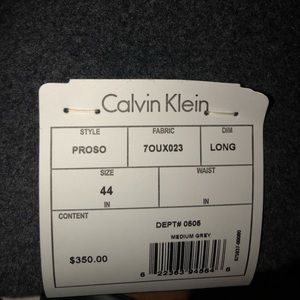 Calvin Klein
STYLE FABRIC DIM
PROSO 7OUX023 LONG
SIZE WAIST
44
IN IN
CONTENT
DEPT# 0505
MEDIUM GREY
$350.00